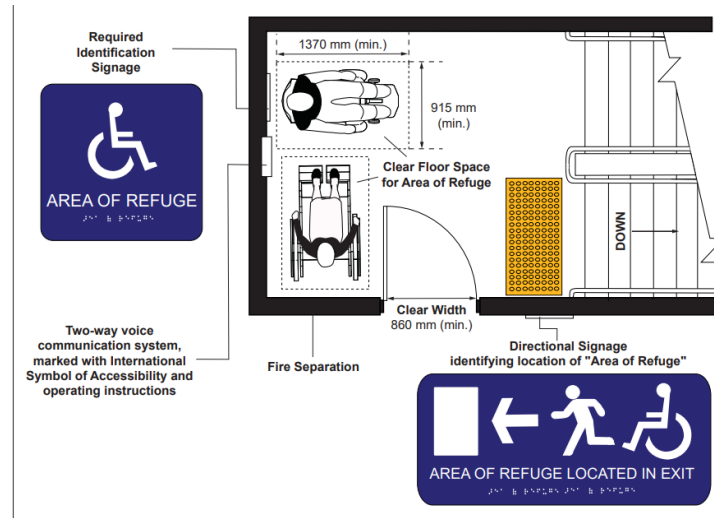 Required
Identification
Signage
AREA OF REFUGE
1370 mm (min.)
915 mm
(min.)
Clear Floor Space
for Area of Refuge
DOWN
Two-way voice
communication system,
marked with International
Symbol of Accessibility and
operating instructions
Fire Separation
Clear Width
860 mm (min.)
Directional Signage
identifying location of "Area of Refuge"
AREA OF REFUGE LOCATED IN EXIT